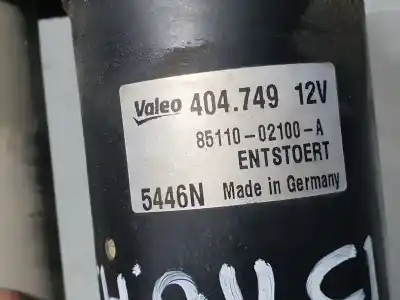 Valeo 404.749 12V
85110-02100-A
ENTSTOERT
5446N Made in Germany